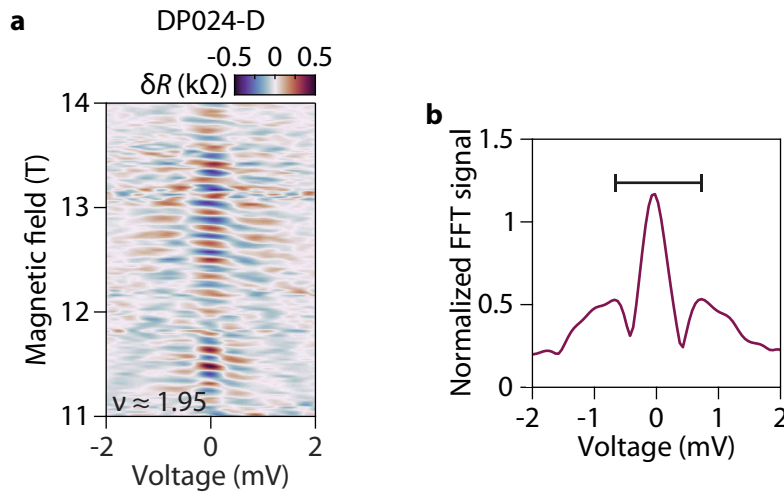 a
DP024-D
-0.5 0 0.5
δR (kΩ)
14
13
12
11
Magnetic field (T)
ν ≈ 1.95
-2 0 2
Voltage (mV)
b
1.5
1
0.5
0
Normalized FFT signal
-2 -1 0 1 2
Voltage (mV)